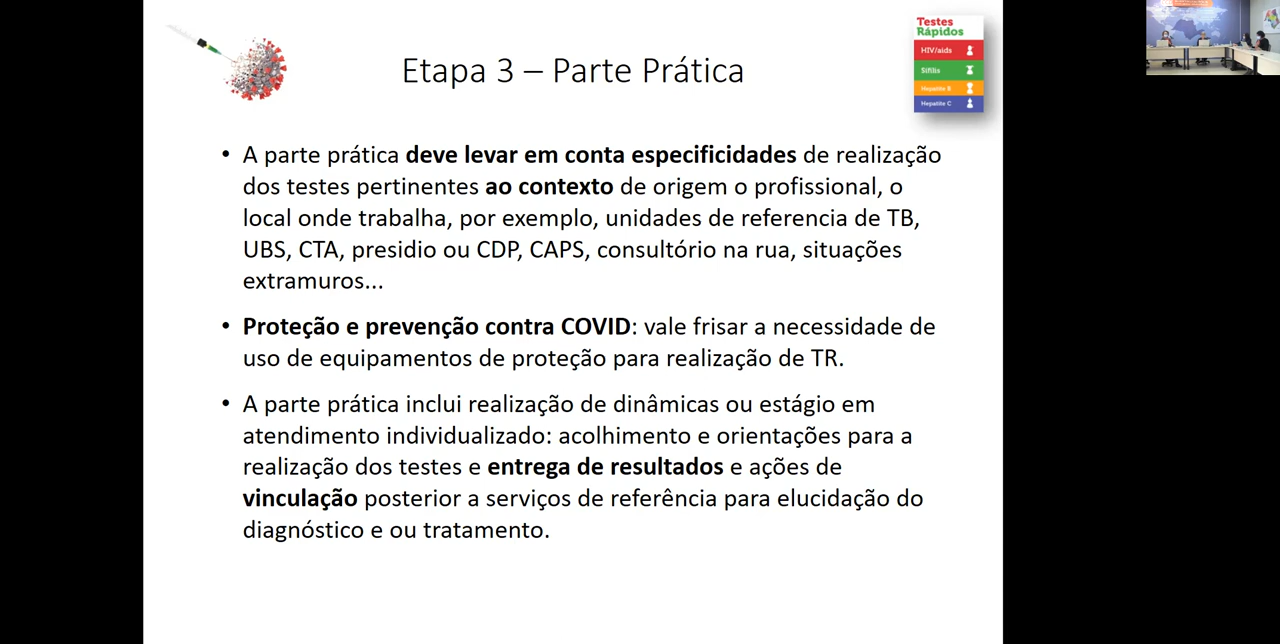 Etapa 3 – Parte Prática
Testes
Rápidos
HIV/aids
Sífilis
Hepatite B
Hepatite C
• A parte prática deve levar em conta especificidades de realização
dos testes pertinentes ao contexto de origem o profissional, o
local onde trabalha, por exemplo, unidades de referencia de TB,
UBS, CTA, presidio ou CDP, CAPS, consultório na rua, situações
extramuros...
• Proteção e prevenção contra COVID: vale frisar a necessidade de
uso de equipamentos de proteção para realização de TR.
• A parte prática inclui realização de dinâmicas ou estágio em
atendimento individualizado: acolhimento e orientações para a
realização dos testes e entrega de resultados e ações de
vinculação posterior a serviços de referência para elucidação do
diagnóstico e ou tratamento.